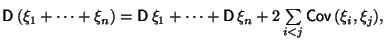 D (ξ₁ + ⋯ + ξₙ) = D ξ₁ + ⋯ + D ξₙ + 2 ∑_{i<j} Cov (ξᵢ, ξⱼ),